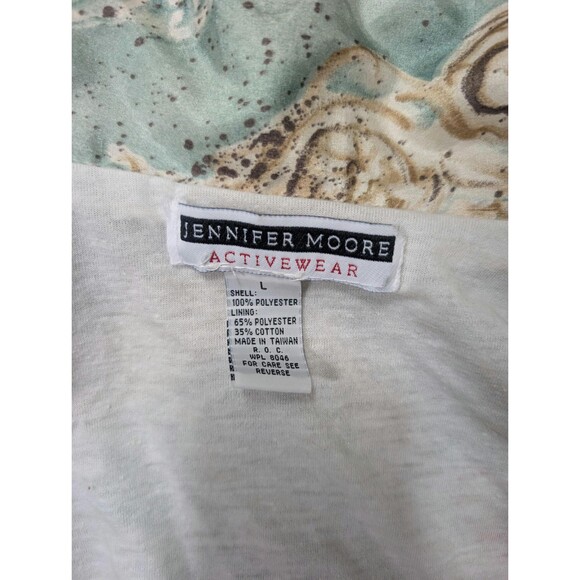 JENNIFER MOORE
ACTIVEWEAR
L
SHELL:
100% POLYESTER
LINING:
65% POLYESTER
35% COTTON
MADE IN TAIWAN
R. O. C.
WPL 8046
FOR CARE SEE
REVERSE